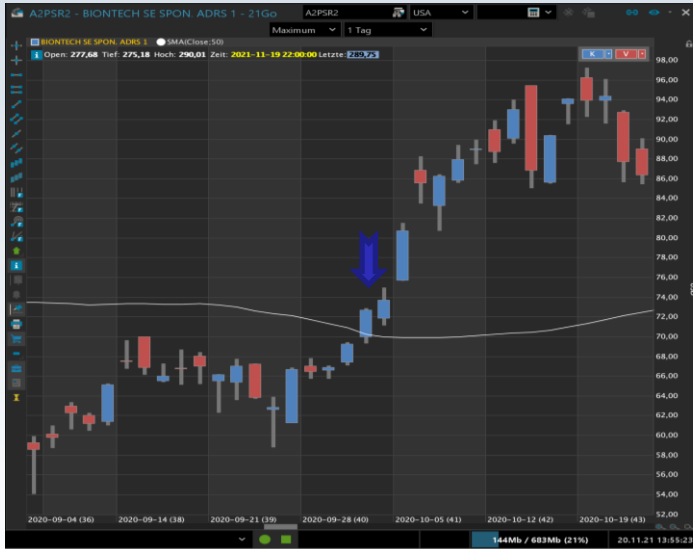 A2PSR2 - BIONTECH SE SPON. ADRS 1 - 21Go
A2PSR2
USA
Maximum
1 Tag
BIONTECH SE SPON. ADRS 1
SMA(Close;50)
Open: 277,68 Tief: 275,18 Hoch: 290,01 Zeit: 2021-11-19 22:00:00 Letzte: 289,75
K
V
98,00
96,00
94,00
92,00
90,00
88,00
86,00
84,00
82,00
80,00
78,00
76,00
74,00
72,00
70,00
68,00
66,00
64,00
62,00
60,00
58,00
56,00
54,00
52,00
2020-09-04 (36)
2020-09-14 (38)
2020-09-21 (39)
2020-09-28 (40)
2020-10-05 (41)
2020-10-12 (42)
2020-10-19 (43)
144Mb / 683Mb (21%)
20.11.21 13:55:23